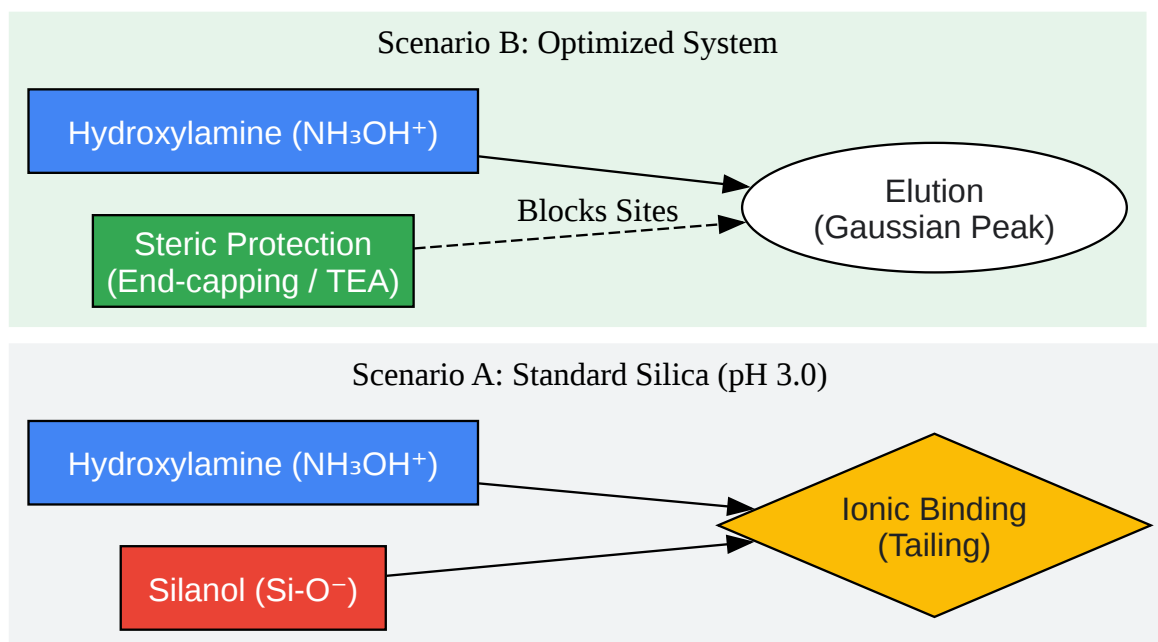 Scenario B: Optimized System
Hydroxylamine (NH₃OH⁺)
Steric Protection
(End-capping / TEA)
Blocks Sites
Elution
(Gaussian Peak)
Scenario A: Standard Silica (pH 3.0)
Hydroxylamine (NH₃OH⁺)
Silanol (Si-O⁻)
Ionic Binding
(Tailing)